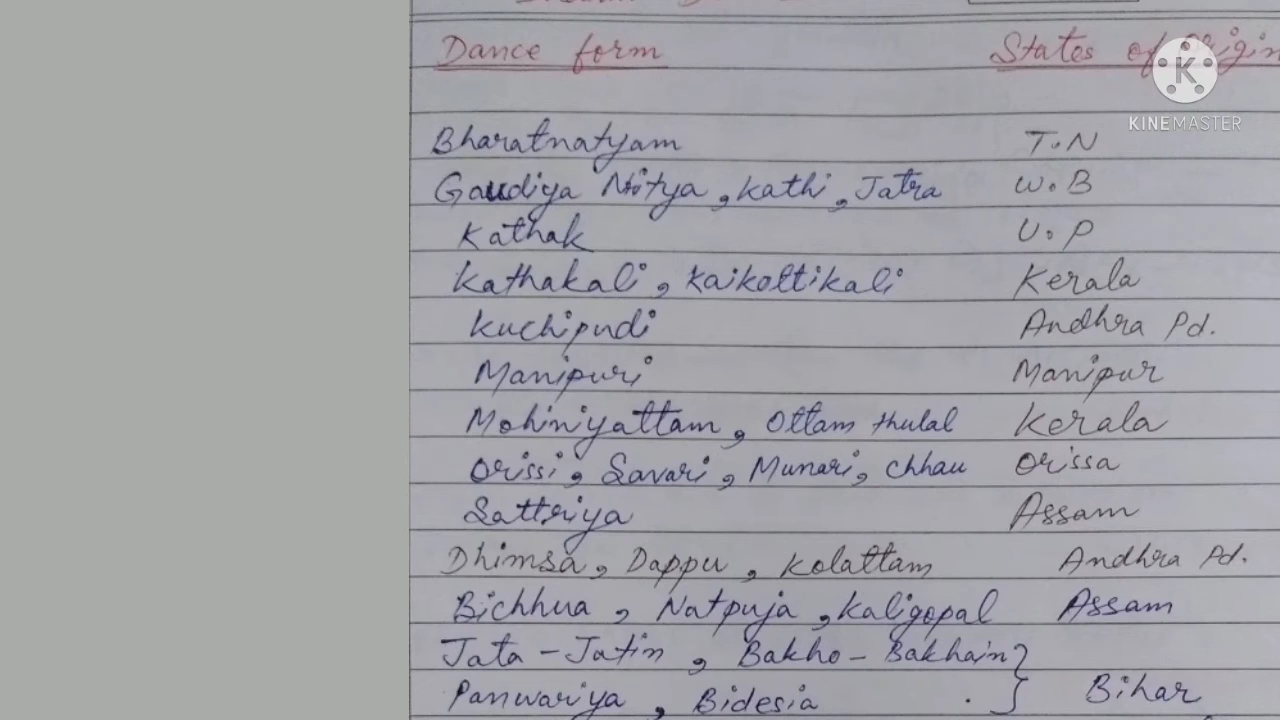 Dance form States of Origin
KINEMASTER
Bharatnatyam T.N
Gaudiya Nritya, Kathi, Jatra W.B
Kathak U.P
Kathakali, Kaikottikali Kerala
Kuchipudi Andhra Pd.
Manipuri Manipur
Mohiniyattam, Ottam thulal Kerala
Orissi, Savari, Munari, Chhau Orissa
Sattriya Assam
Dhimsa, Dappu, Kolattam Andhra Pd.
Bichhua, Natpuja, Kaligopal Assam
Jata-Jatin, Bakho-Bakhain }
Panwariya, Bidesia . } Bihar